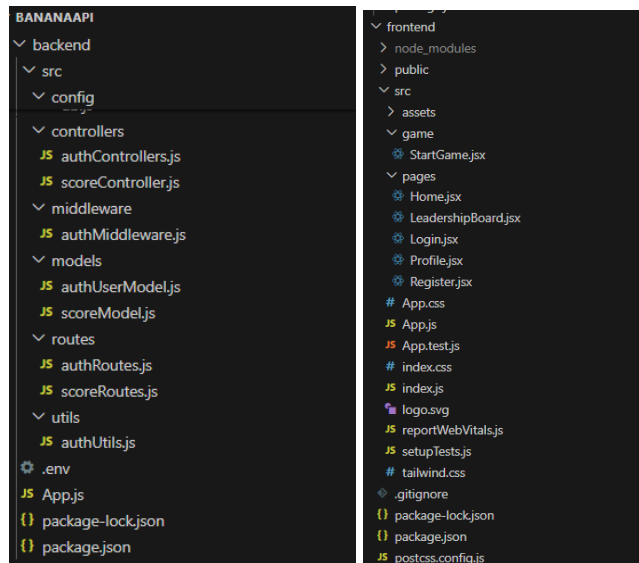 BANANAAPI
backend
src
config
controllers
JS authControllers.js
JS scoreController.js
middleware
JS authMiddleware.js
models
JS authUserModel.js
JS scoreModel.js
routes
JS authRoutes.js
JS scoreRoutes.js
utils
JS authUtils.js
.env
JS App.js
{} package-lock.json
{} package.json
frontend
node_modules
public
src
assets
game
StartGame.jsx
pages
Home.jsx
LeadershipBoard.jsx
Login.jsx
Profile.jsx
Register.jsx
# App.css
JS App.js
JS App.test.js
# index.css
JS index.js
logo.svg
JS reportWebVitals.js
JS setupTests.js
# tailwind.css
.gitignore
{} package-lock.json
{} package.json
JS postcss.config.js